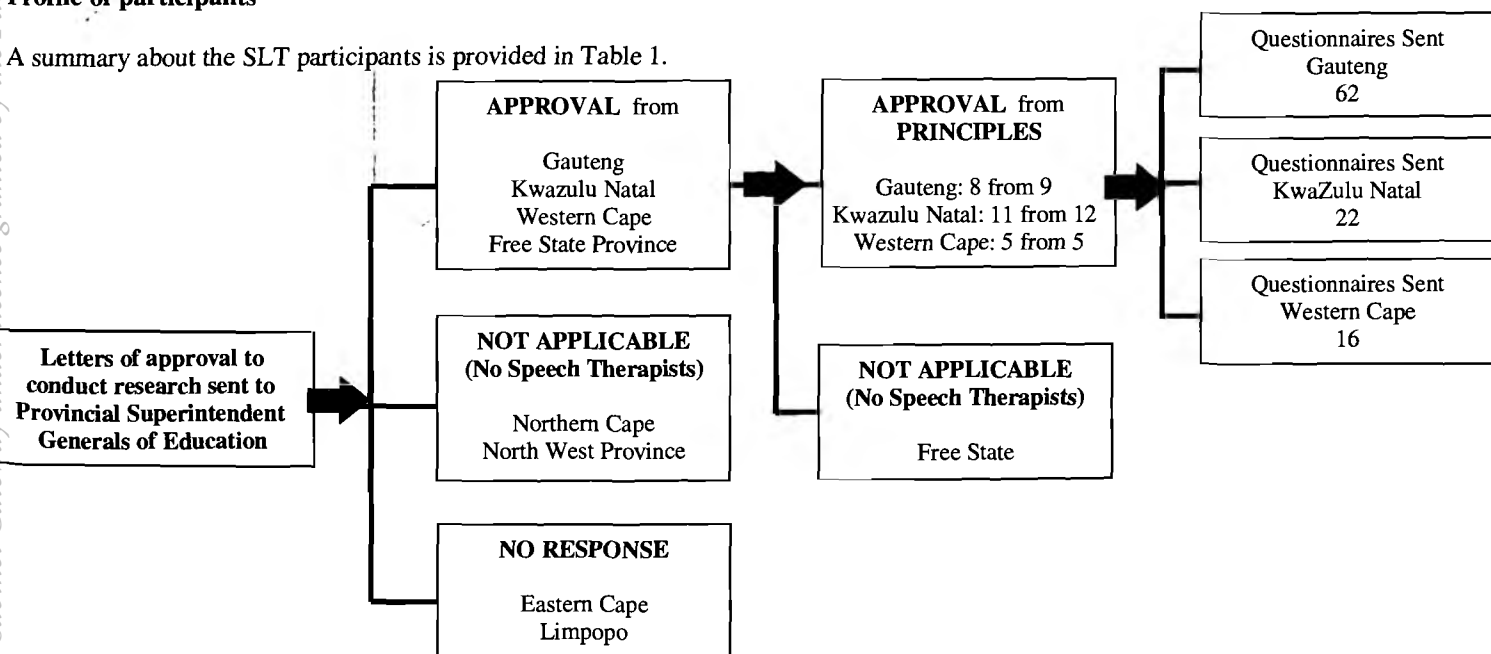 A summary about the SLT participants is provided in Table 1.
Letters of approval to
conduct research sent to
Provincial Superintendent
Generals of Education
APPROVAL from
Gauteng
Kwazulu Natal
Western Cape
Free State Province
NOT APPLICABLE
(No Speech Therapists)
Northern Cape
North West Province
NO RESPONSE
Eastern Cape
Limpopo
APPROVAL from
PRINCIPLES
Gauteng: 8 from 9
Kwazulu Natal: 11 from 12
Western Cape: 5 from 5
NOT APPLICABLE
(No Speech Therapists)
Free State
Questionnaires Sent
Gauteng
62
Questionnaires Sent
KwaZulu Natal
22
Questionnaires Sent
Western Cape
16